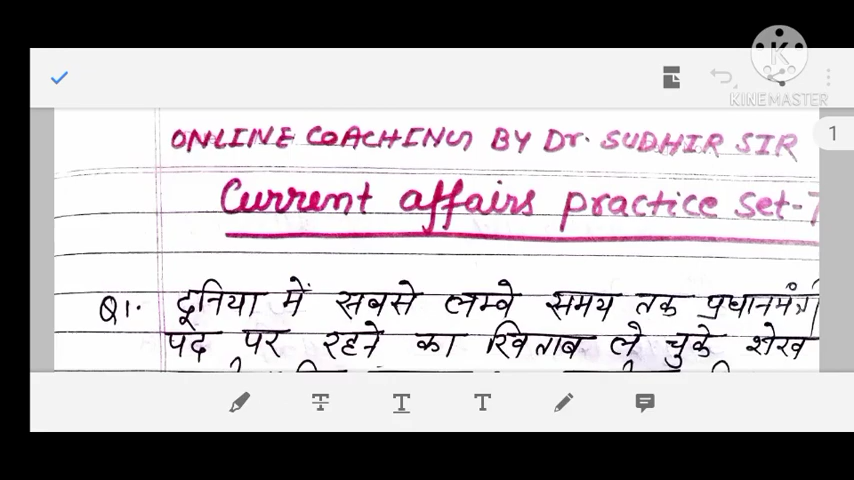 KINEMASTER
1
ONLINE COACHING BY Dr. SUDHIR SIR
Current affairs practice set-
Q1. दूनिया में सबसे लम्वे समय तक प्रधानमंत्री
पद पर रहने का खिताब ले चुके शेख
T T T